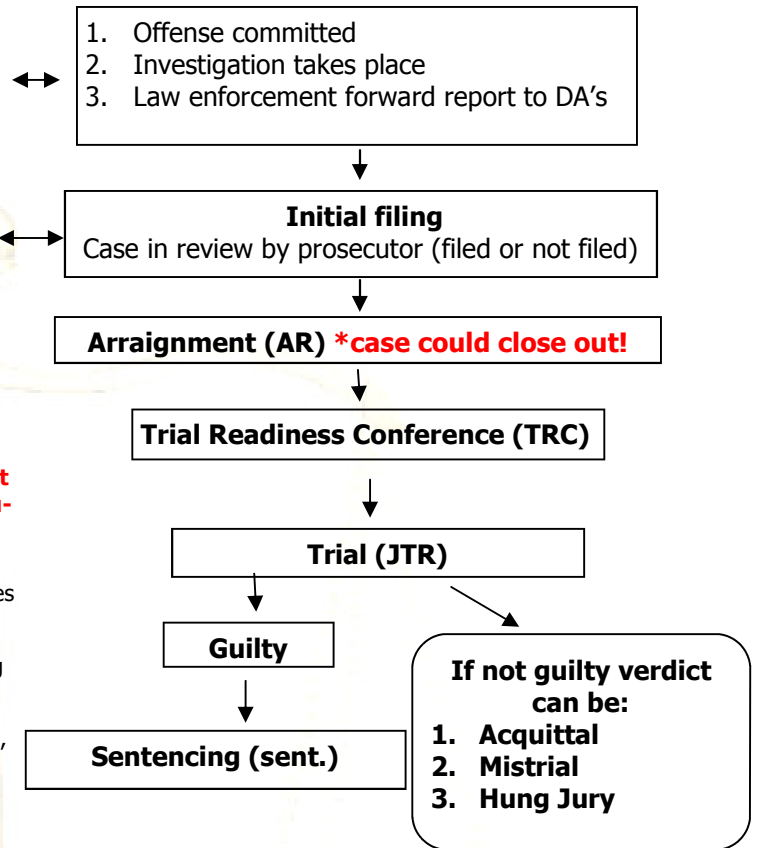 1. Offense committed
2. Investigation takes place
3. Law enforcement forward report to DA’s
Initial filing
Case in review by prosecutor (filed or not filed)
Arraignment (AR) *case could close out!
Trial Readiness Conference (TRC)
Trial (JTR)
Guilty
Sentencing (sent.)
If not guilty verdict
can be:
1. Acquittal
2. Mistrial
3. Hung Jury